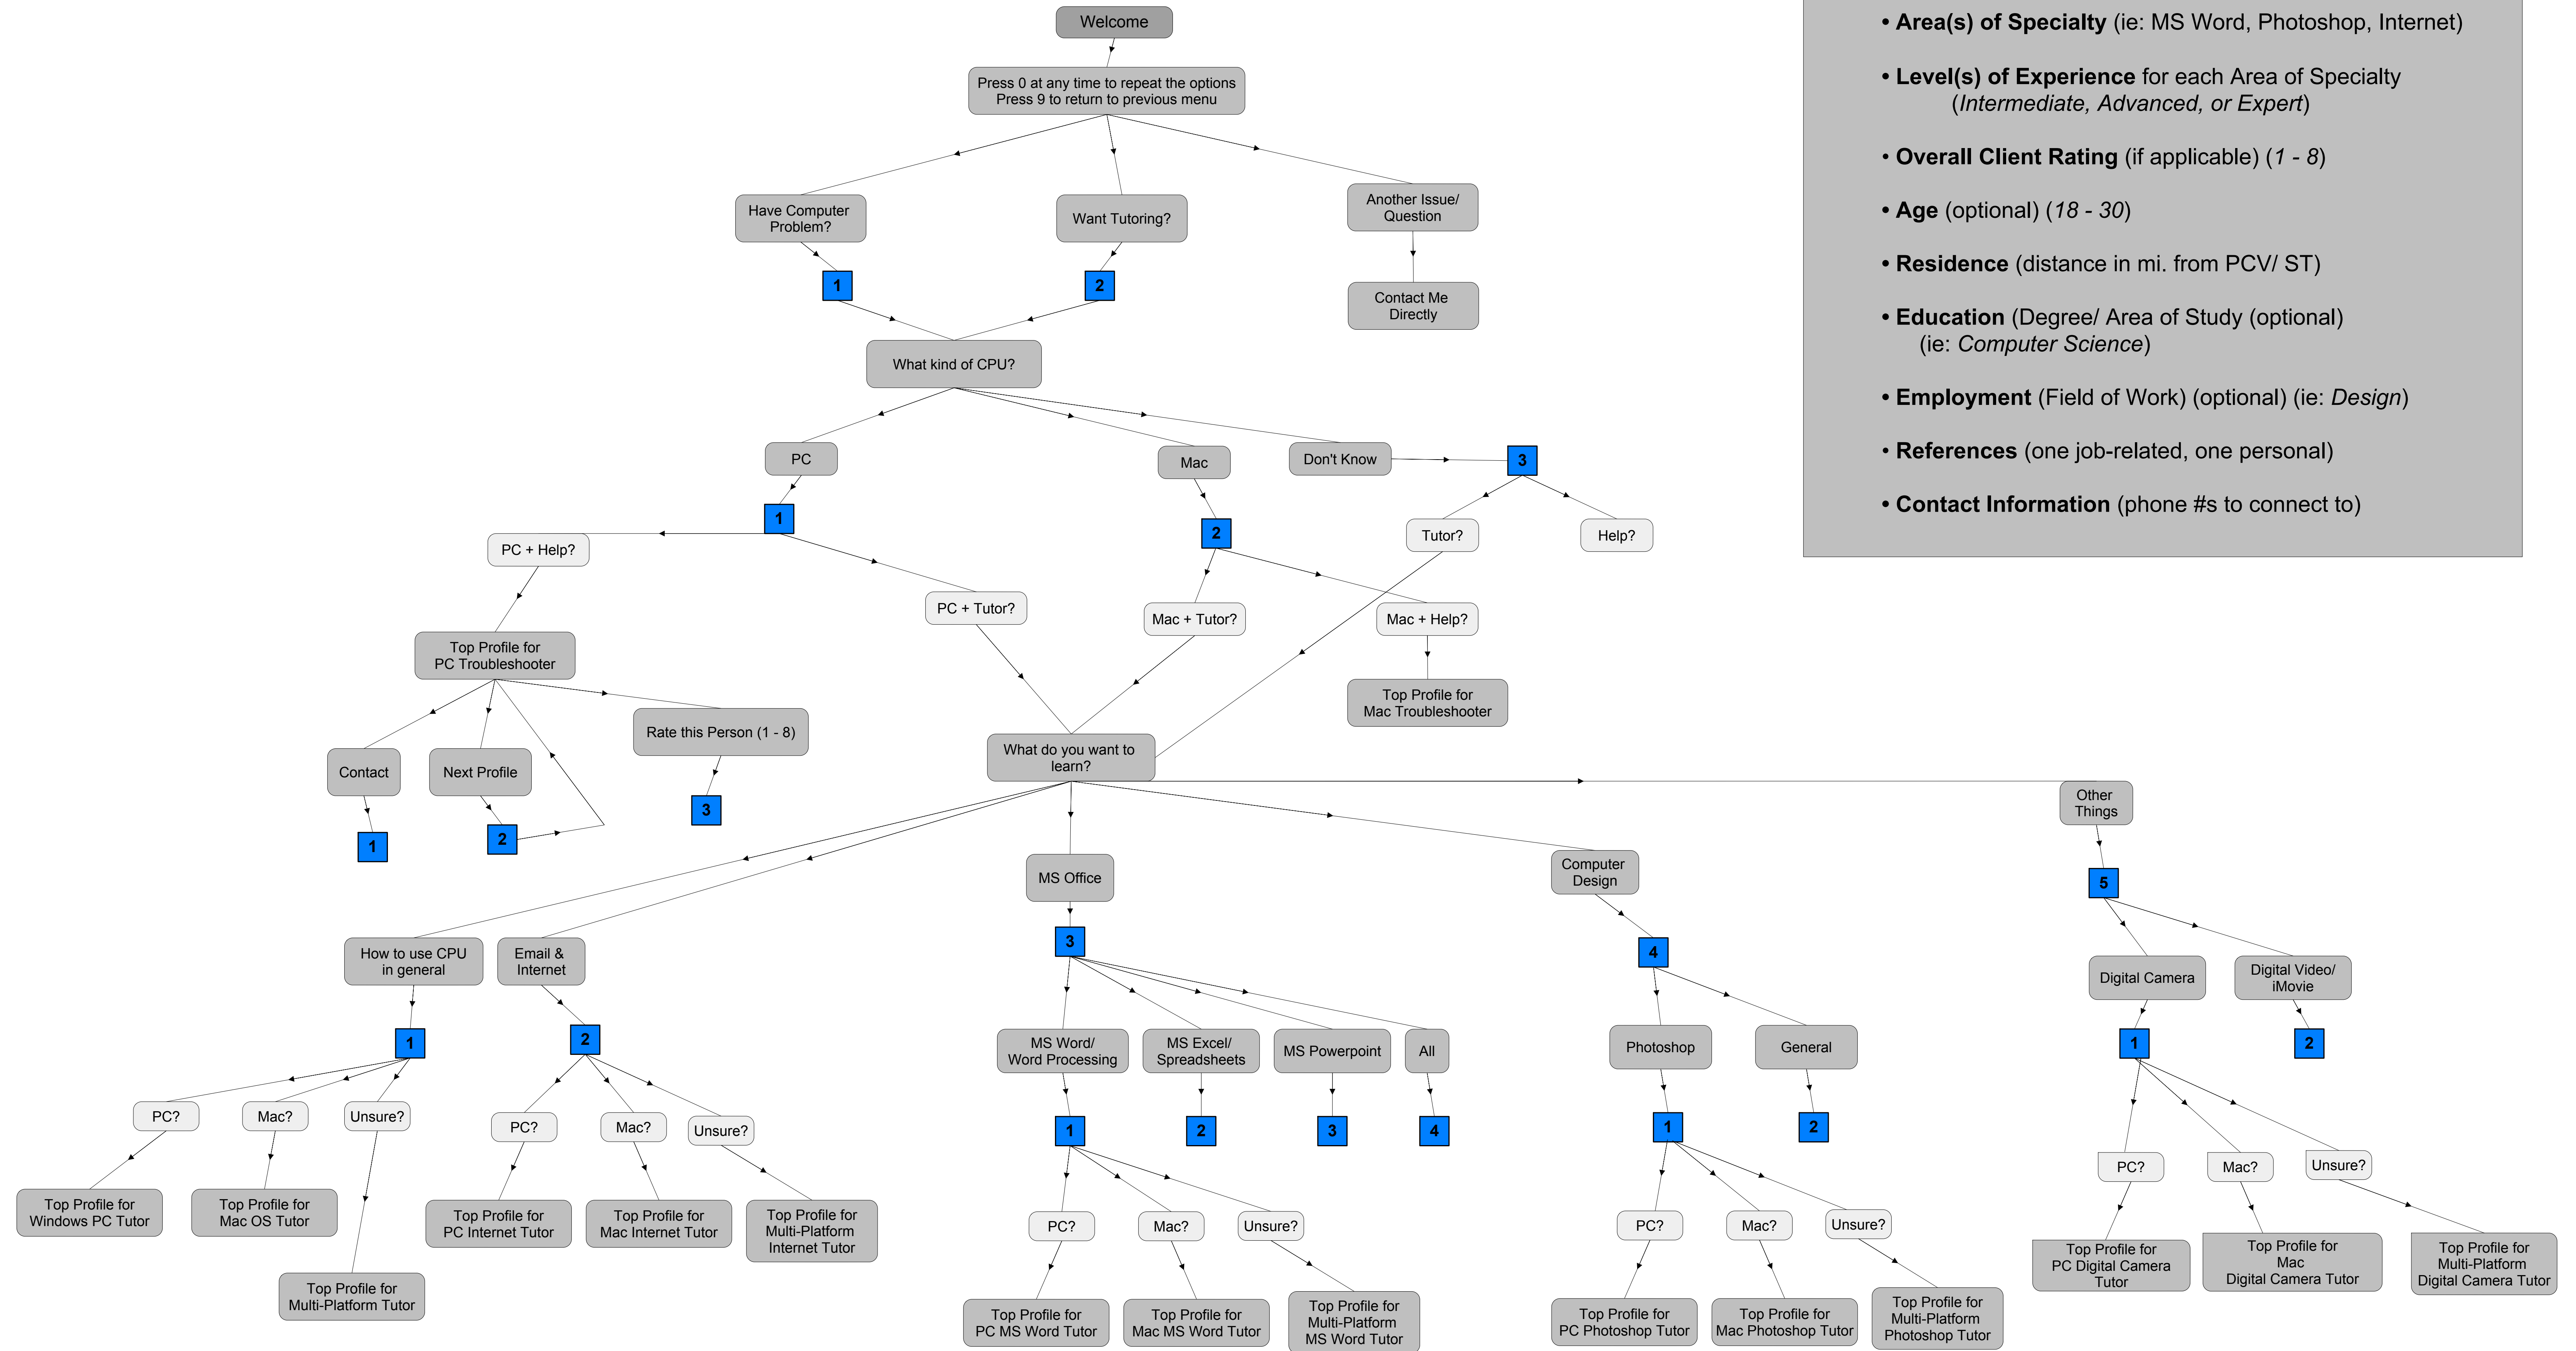 Welcome
Press 0 at any time to repeat the options
Press 9 to return to previous menu
Have Computer
Problem?
Want Tutoring?
Another Issue/
Question
1
2
Contact Me
Directly
What kind of CPU?
PC
Mac
Don't Know
3
1
2
PC + Help?
Tutor?
Help?
PC + Tutor?
Mac + Tutor?
Mac + Help?
Top Profile for
PC Troubleshooter
Top Profile for
Mac Troubleshooter
Contact
Next Profile
Rate this Person (1 - 8)
1
2
3
What do you want to
learn?
How to use CPU
in general
Email &
Internet
MS Office
Computer
Design
Other
Things
1
2
3
4
5
PC?
Mac?
Unsure?
Top Profile for
Windows PC Tutor
Top Profile for
Mac OS Tutor
Top Profile for
Multi-Platform Tutor
PC?
Mac?
Unsure?
Top Profile for
PC Internet Tutor
Top Profile for
Mac Internet Tutor
Top Profile for
Multi-Platform
Internet Tutor
MS Word/
Word Processing
MS Excel/
Spreadsheets
MS Powerpoint
All
1
2
3
4
PC?
Mac?
Unsure?
Top Profile for
PC MS Word Tutor
Top Profile for
Mac MS Word Tutor
Top Profile for
Multi-Platform
MS Word Tutor
Photoshop
General
1
2
PC?
Mac?
Unsure?
Top Profile for
PC Photoshop Tutor
Top Profile for
Mac Photoshop Tutor
Top Profile for
Multi-Platform
Photoshop Tutor
Digital Camera
Digital Video/
iMovie
1
2
PC?
Mac?
Unsure?
Top Profile for
PC Digital Camera
Tutor
Top Profile for
Mac
Digital Camera Tutor
Top Profile for
Multi-Platform
Digital Camera Tutor
• Area(s) of Specialty (ie: MS Word, Photoshop, Internet)
• Level(s) of Experience for each Area of Specialty
(Intermediate, Advanced, or Expert)
• Overall Client Rating (if applicable) (1 - 8)
• Age (optional) (18 - 30)
• Residence (distance in mi. from PCV/ ST)
• Education (Degree/ Area of Study (optional)
(ie: Computer Science)
• Employment (Field of Work) (optional) (ie: Design)
• References (one job-related, one personal)
• Contact Information (phone #s to connect to)